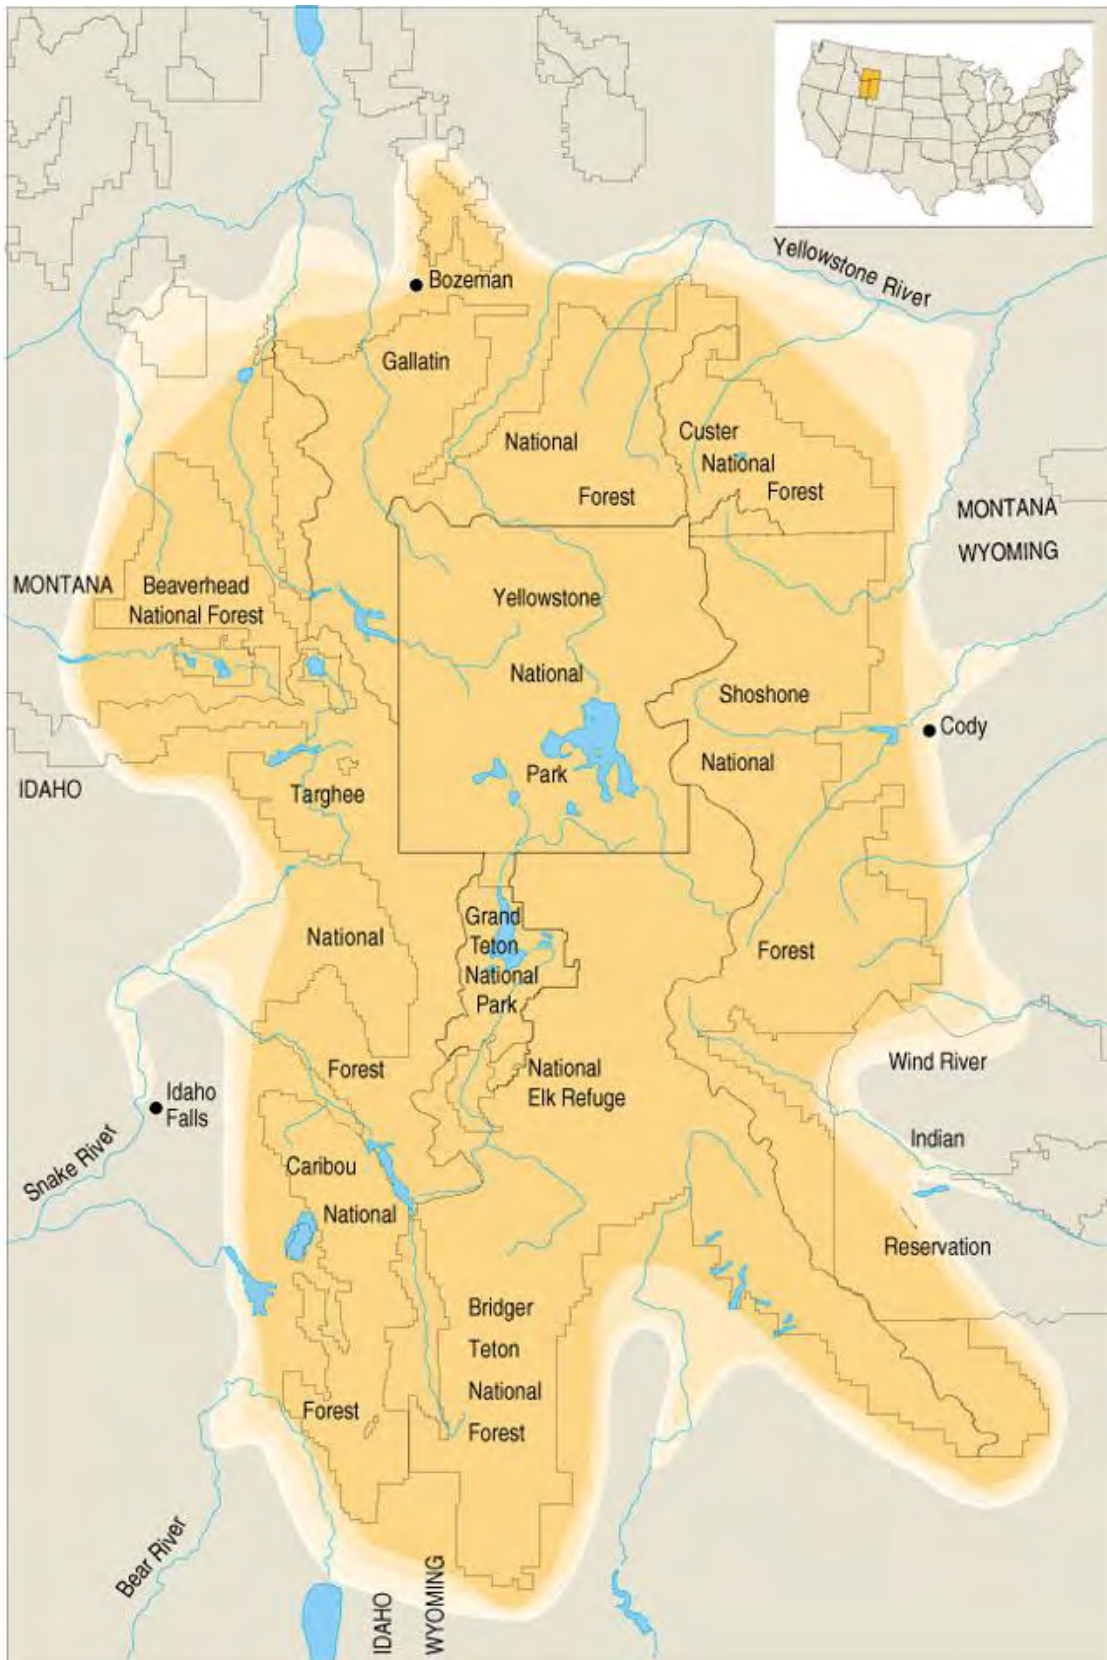 Yellowstone River
Bozeman
Gallatin
National
Forest
Custer
National
Forest
MONTANA
WYOMING
MONTANA
Beaverhead
National Forest
Yellowstone
National
Park
Shoshone
National
Forest
Cody
IDAHO
Targhee
National
Forest
Grand
Teton
National
Park
National
Elk Refuge
Wind River
Indian
Reservation
Idaho
Falls
Snake River
Caribou
National
Forest
Bridger
Teton
National
Forest
Bear River
IDAHO
WYOMING